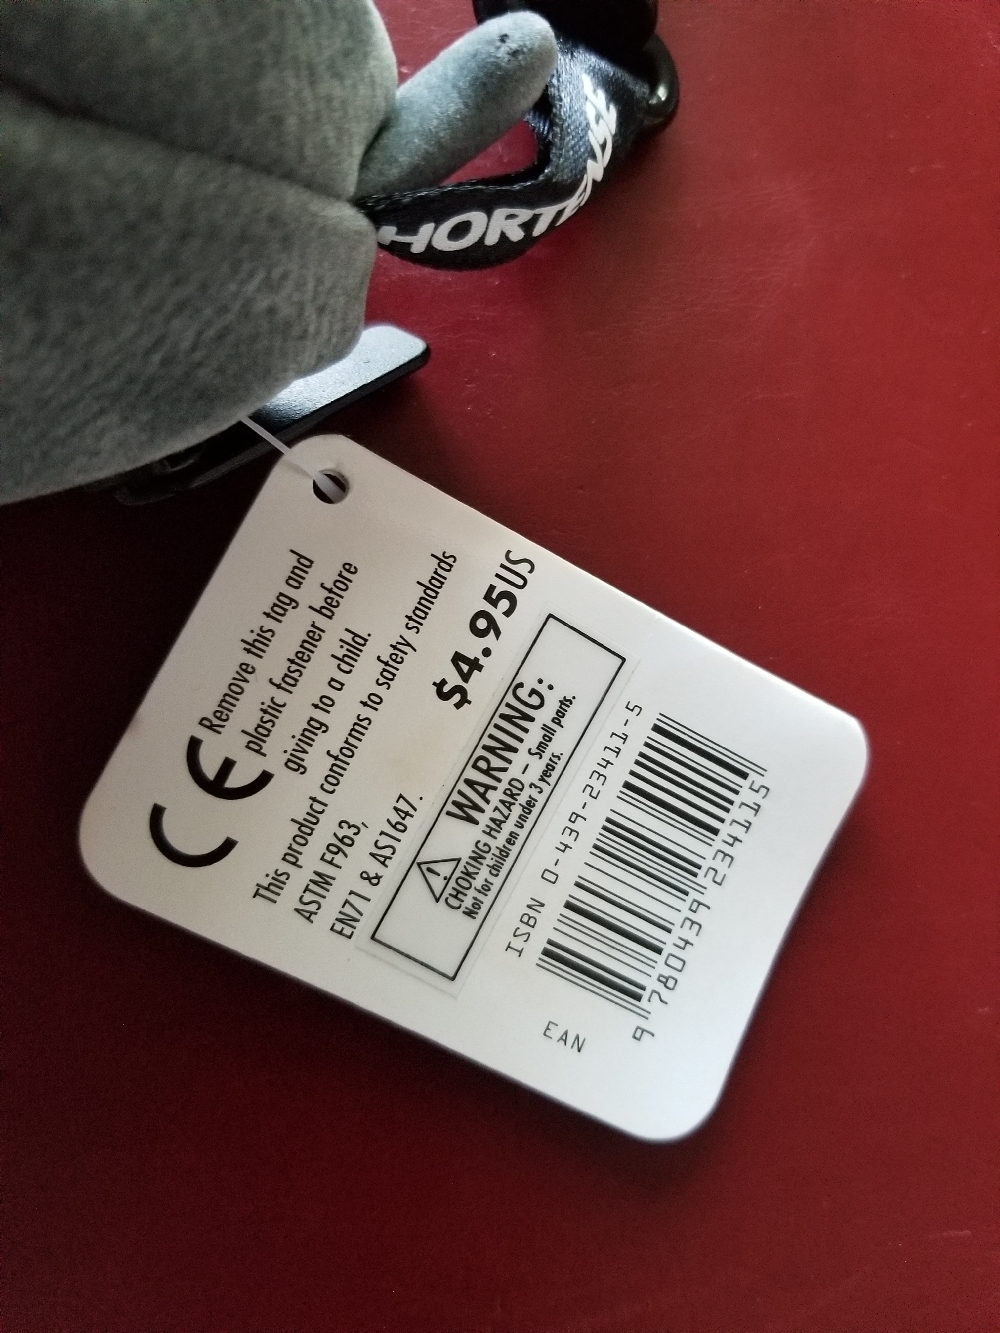 HORTENSE
CE
Remove this tag and
plastic fastener before
giving to a child.
This product conforms to safety standards
ASTM F963,
EN71 & AS1647.
$4.95US
WARNING:
CHOKING HAZARD – Small parts.
Not for children under 3 years.
ISBN 0-439-23411-5
9 780439 234115
EAN